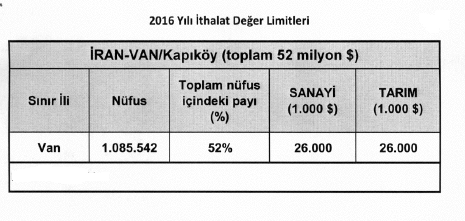 2016 Yılı İthalat Değer Limitleri
İRAN-VAN/Kapıköy (toplam 52 milyon $)
Sınır İli
Nüfus
Toplam nüfus
içindeki payı
(%)
SANAYİ
(1.000 $)
TARIM
(1.000 $)
Van
1.085.542
52%
26.000
26.000